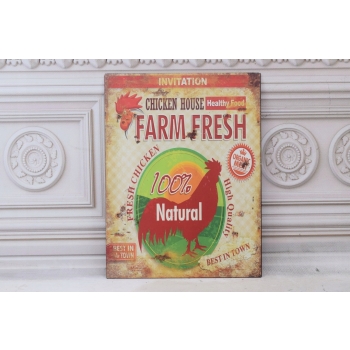 INVITATION
CHICKEN HOUSE Healthy Food
FARM FRESH
FRESH CHICKEN
100%
Natural
High Quality
BEST IN TOWN
BEST IN
TOWN